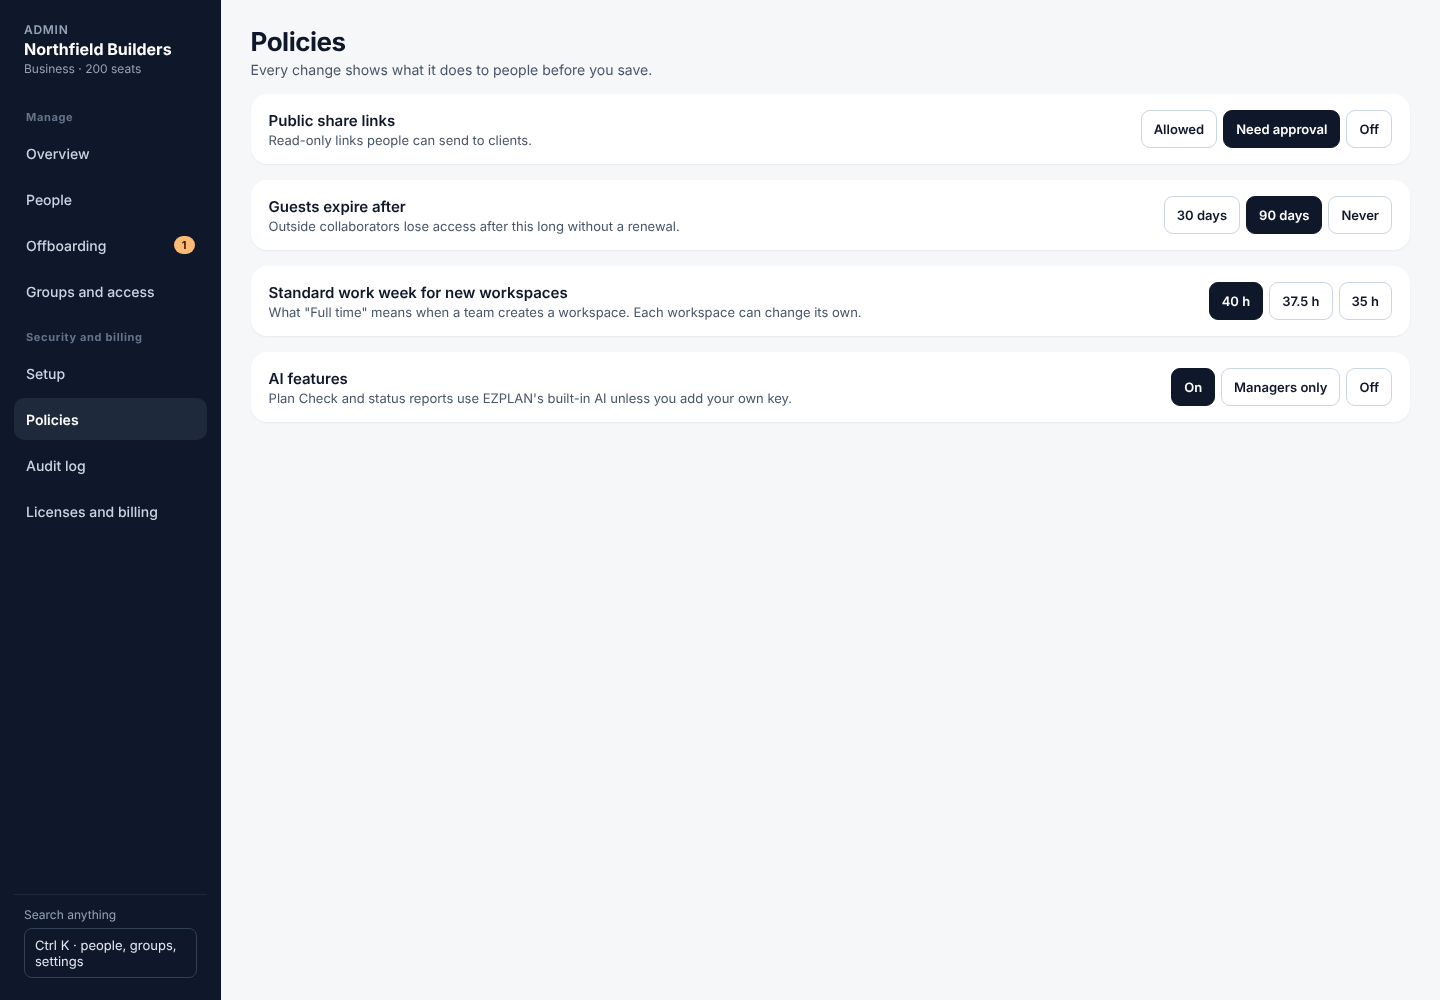 ADMIN
Northfield Builders
Business · 200 seats
Manage
Overview
People
Offboarding 1
Groups and access
Security and billing
Setup
Policies
Audit log
Licenses and billing
Search anything
Ctrl K · people, groups,
settings
Policies
Every change shows what it does to people before you save.
Public share links
Read-only links people can send to clients.
Allowed Need approval Off
Guests expire after
Outside collaborators lose access after this long without a renewal.
30 days 90 days Never
Standard work week for new workspaces
What "Full time" means when a team creates a workspace. Each workspace can change its own.
40 h 37.5 h 35 h
AI features
Plan Check and status reports use EZPLAN's built-in AI unless you add your own key.
On Managers only Off